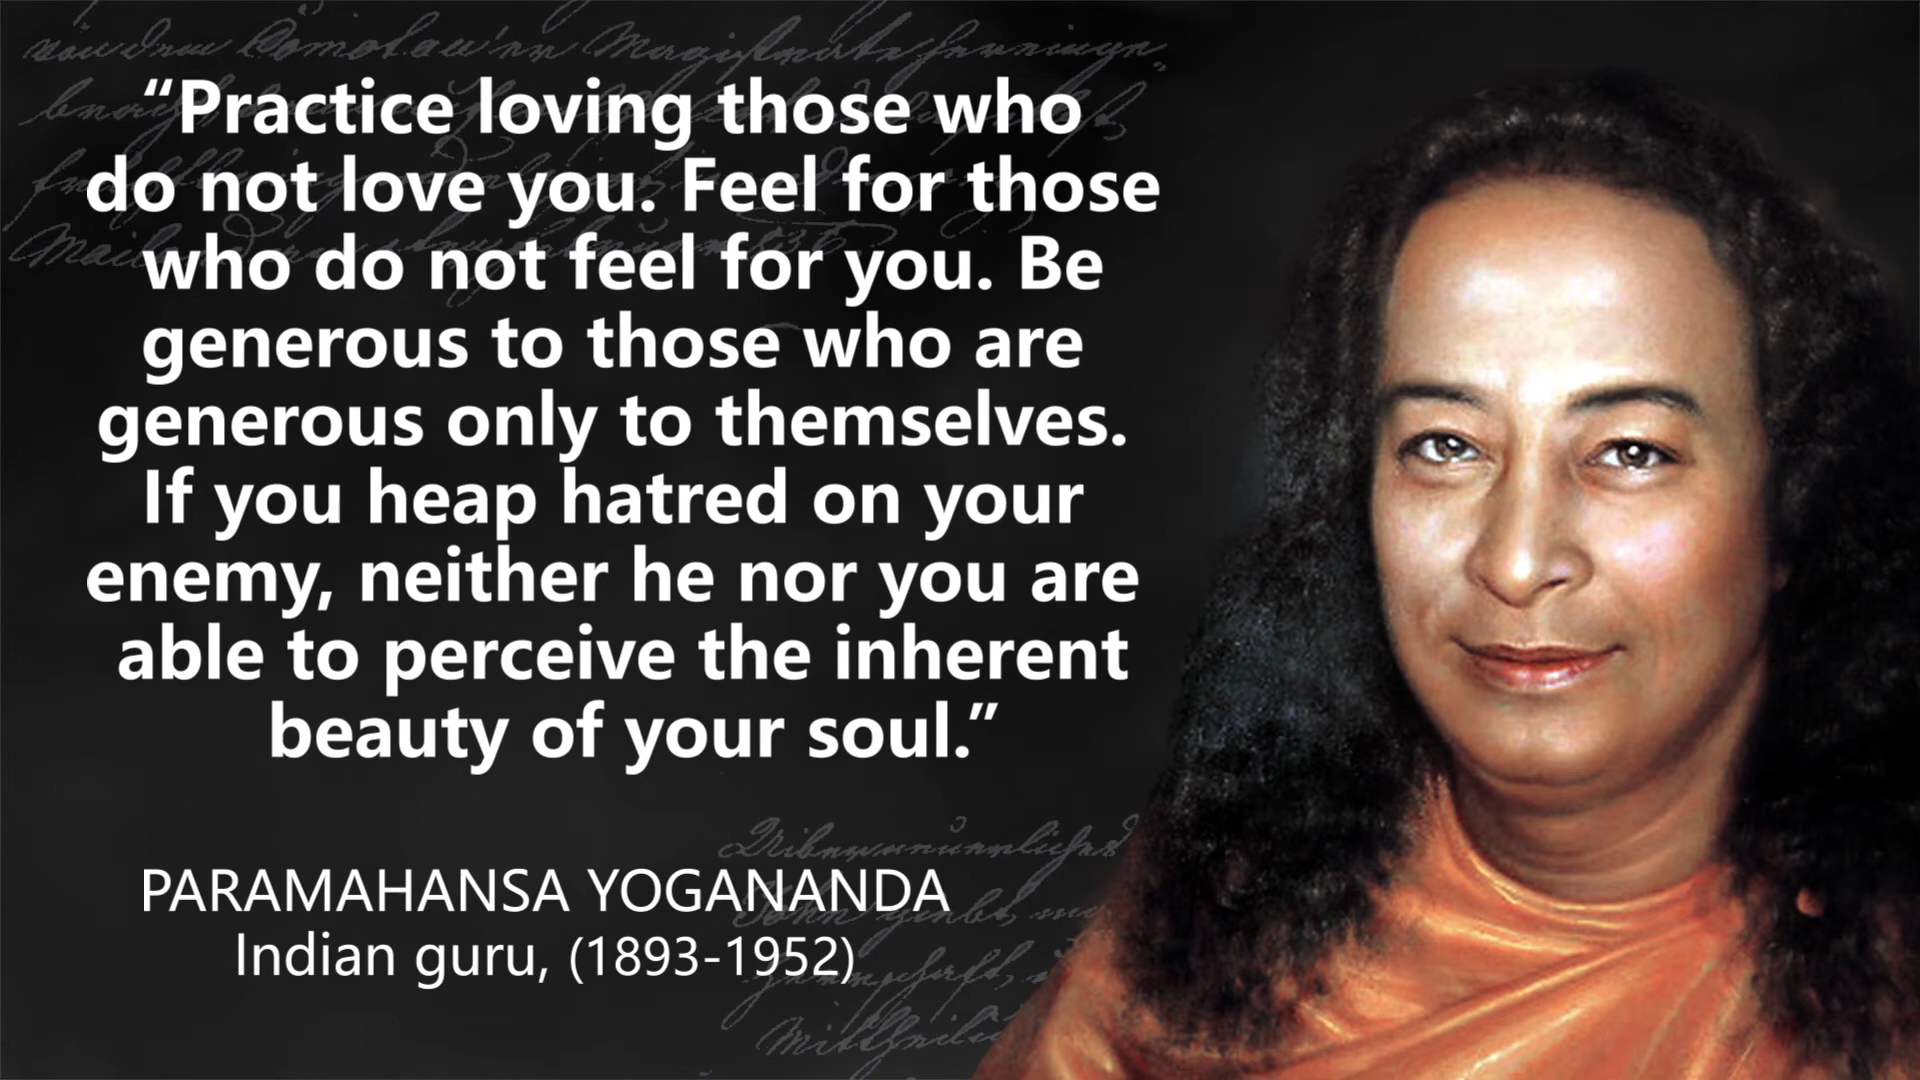 “Practice loving those who
do not love you. Feel for those
who do not feel for you. Be
generous to those who are
generous only to themselves.
If you heap hatred on your
enemy, neither he nor you are
able to perceive the inherent
beauty of your soul.”
PARAMAHANSA YOGANANDA
Indian guru, (1893-1952)